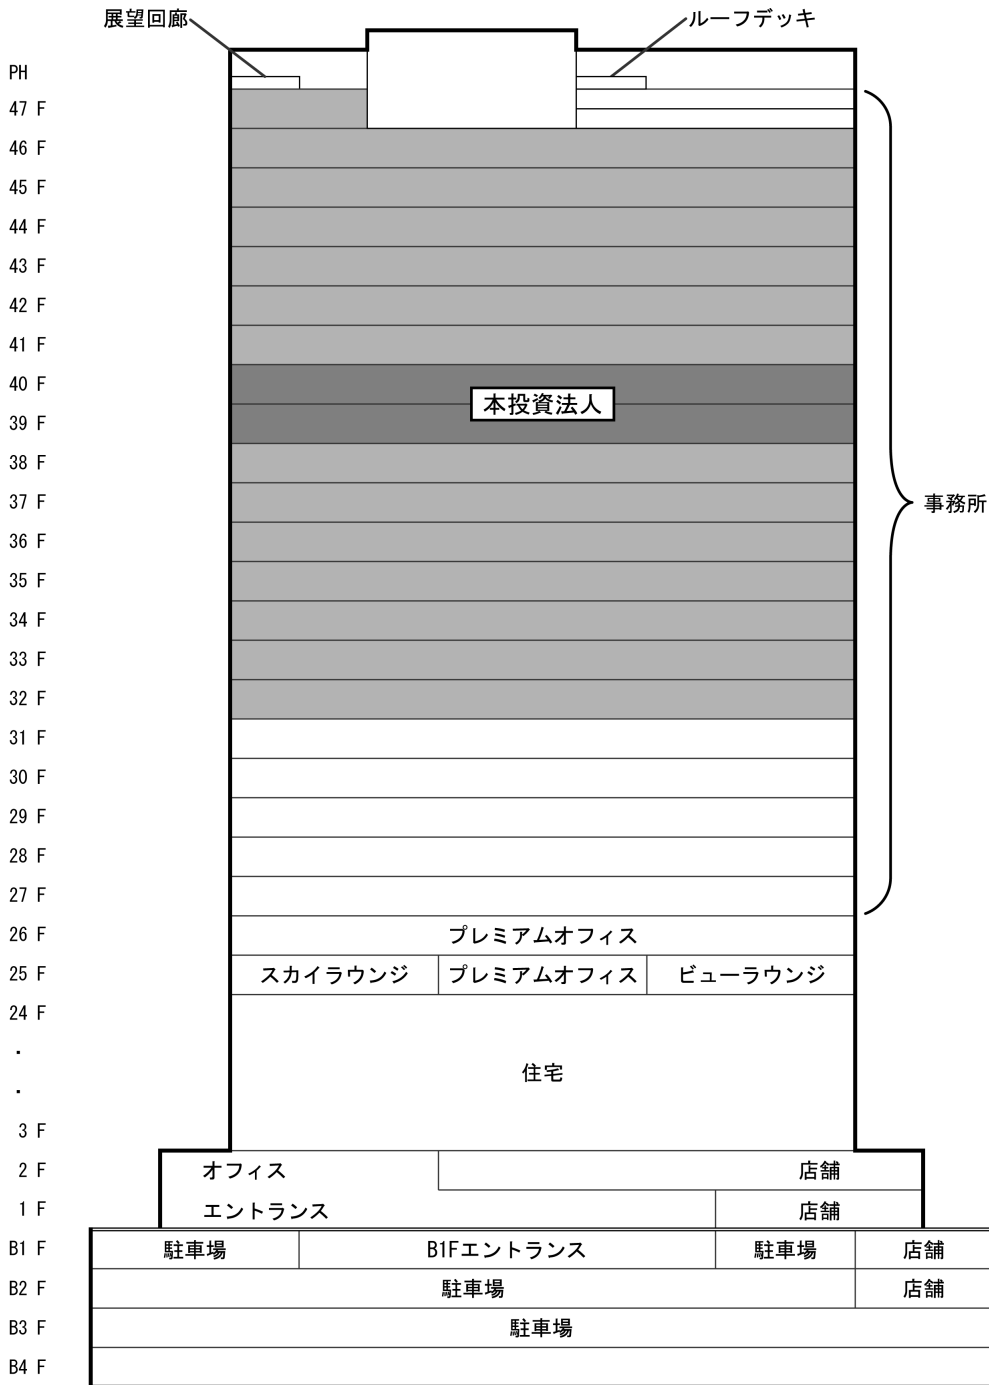 展望回廊 ルーフデッキ
PH
47 F
46 F
45 F
44 F
43 F
42 F
41 F
40 F
本投資法人
39 F
38 F
37 F
事務所
36 F
35 F
34 F
33 F
32 F
31 F
30 F
29 F
28 F
27 F
26 F プレミアムオフィス
25 F スカイラウンジ プレミアムオフィス ビューラウンジ
24 F
・
住宅
・
3 F
2 F オフィス 店舗
1 F エントランス 店舗
B1 F 駐車場 B1Fエントランス 駐車場 店舗
B2 F 駐車場 店舗
B3 F 駐車場
B4 F